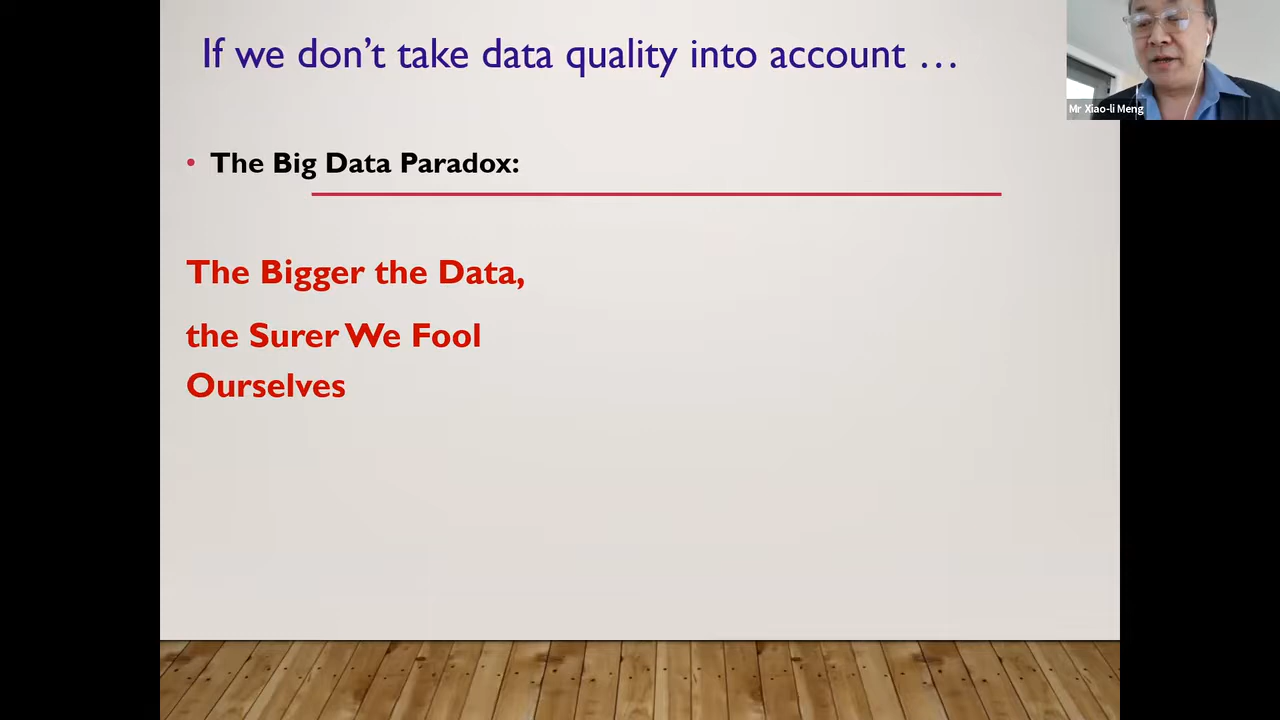 If we don’t take data quality into account …
Mr Xiao-li Meng
• The Big Data Paradox:
The Bigger the Data,
the Surer We Fool
Ourselves